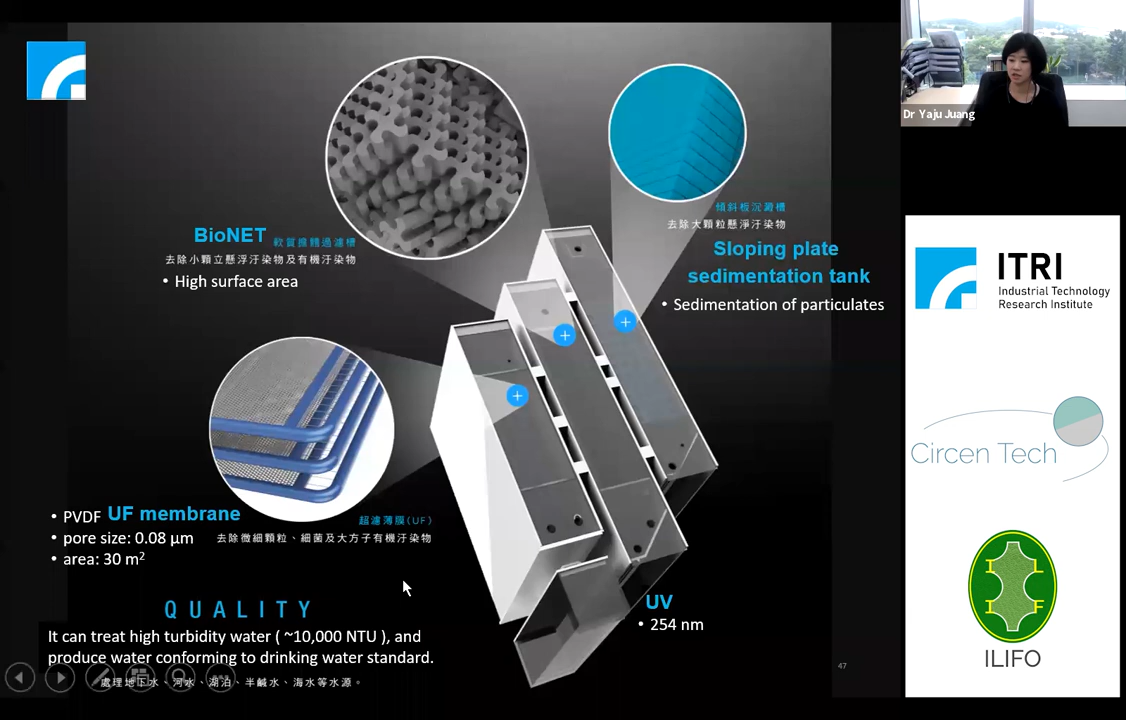 BioNET 軟質擔體過濾槽
去除小顆立懸浮汙染物及有機汙染物
• High surface area
傾斜板沉澱槽
去除大顆粒懸浮汙染物
Sloping plate
sedimentation tank
• Sedimentation of particulates
• PVDF UF membrane
• pore size: 0.08 µm
• area: 30 m²
超濾薄膜(UF)
去除微細顆粒、細菌及大方子有機汙染物
UV
• 254 nm
QUALITY
It can treat high turbidity water ( ~10,000 NTU ), and
produce water conforming to drinking water standard.
處理地下水、河水、湖泊、半鹹水、海水等水源。
47
Dr Yaju Juang
ITRI
Industrial Technology
Research Institute
Circen Tech
ILIFO